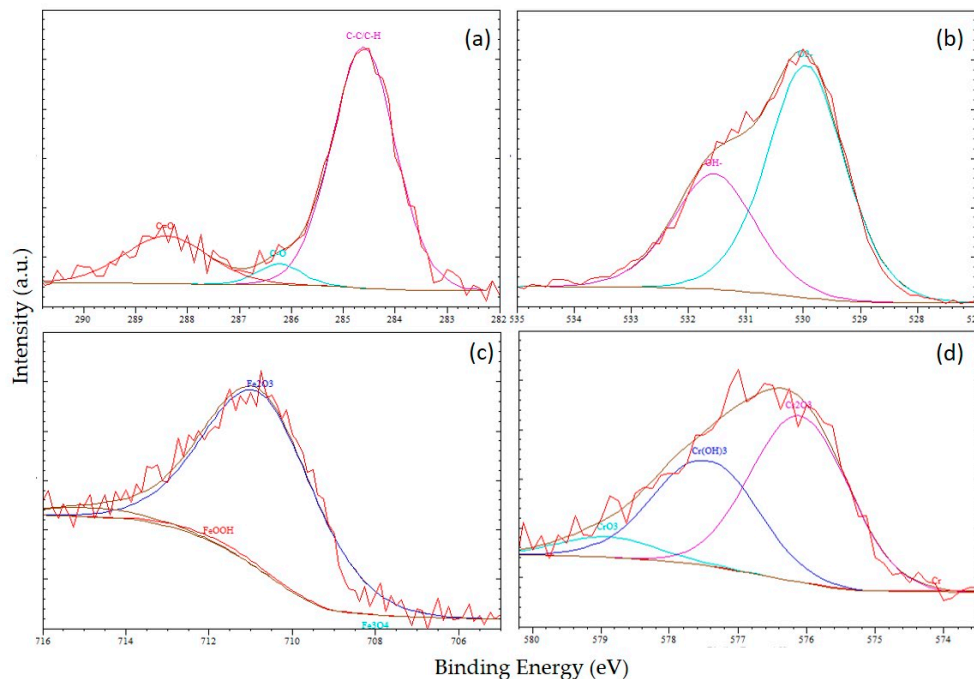 (a)
C-C/C-H
C=O
C-O
290 289 288 287 286 285 284 283 282
(b)
OH-
535 534 533 532 531 530 529 528 52
Intensity (a.u.)
(c)
Fe2O3
FeOOH
Fe3O4
716 714 712 710 708 706
(d)
Cr2O3
Cr(OH)3
CrO3
Cr
580 579 578 577 576 575 574
Binding Energy (eV)